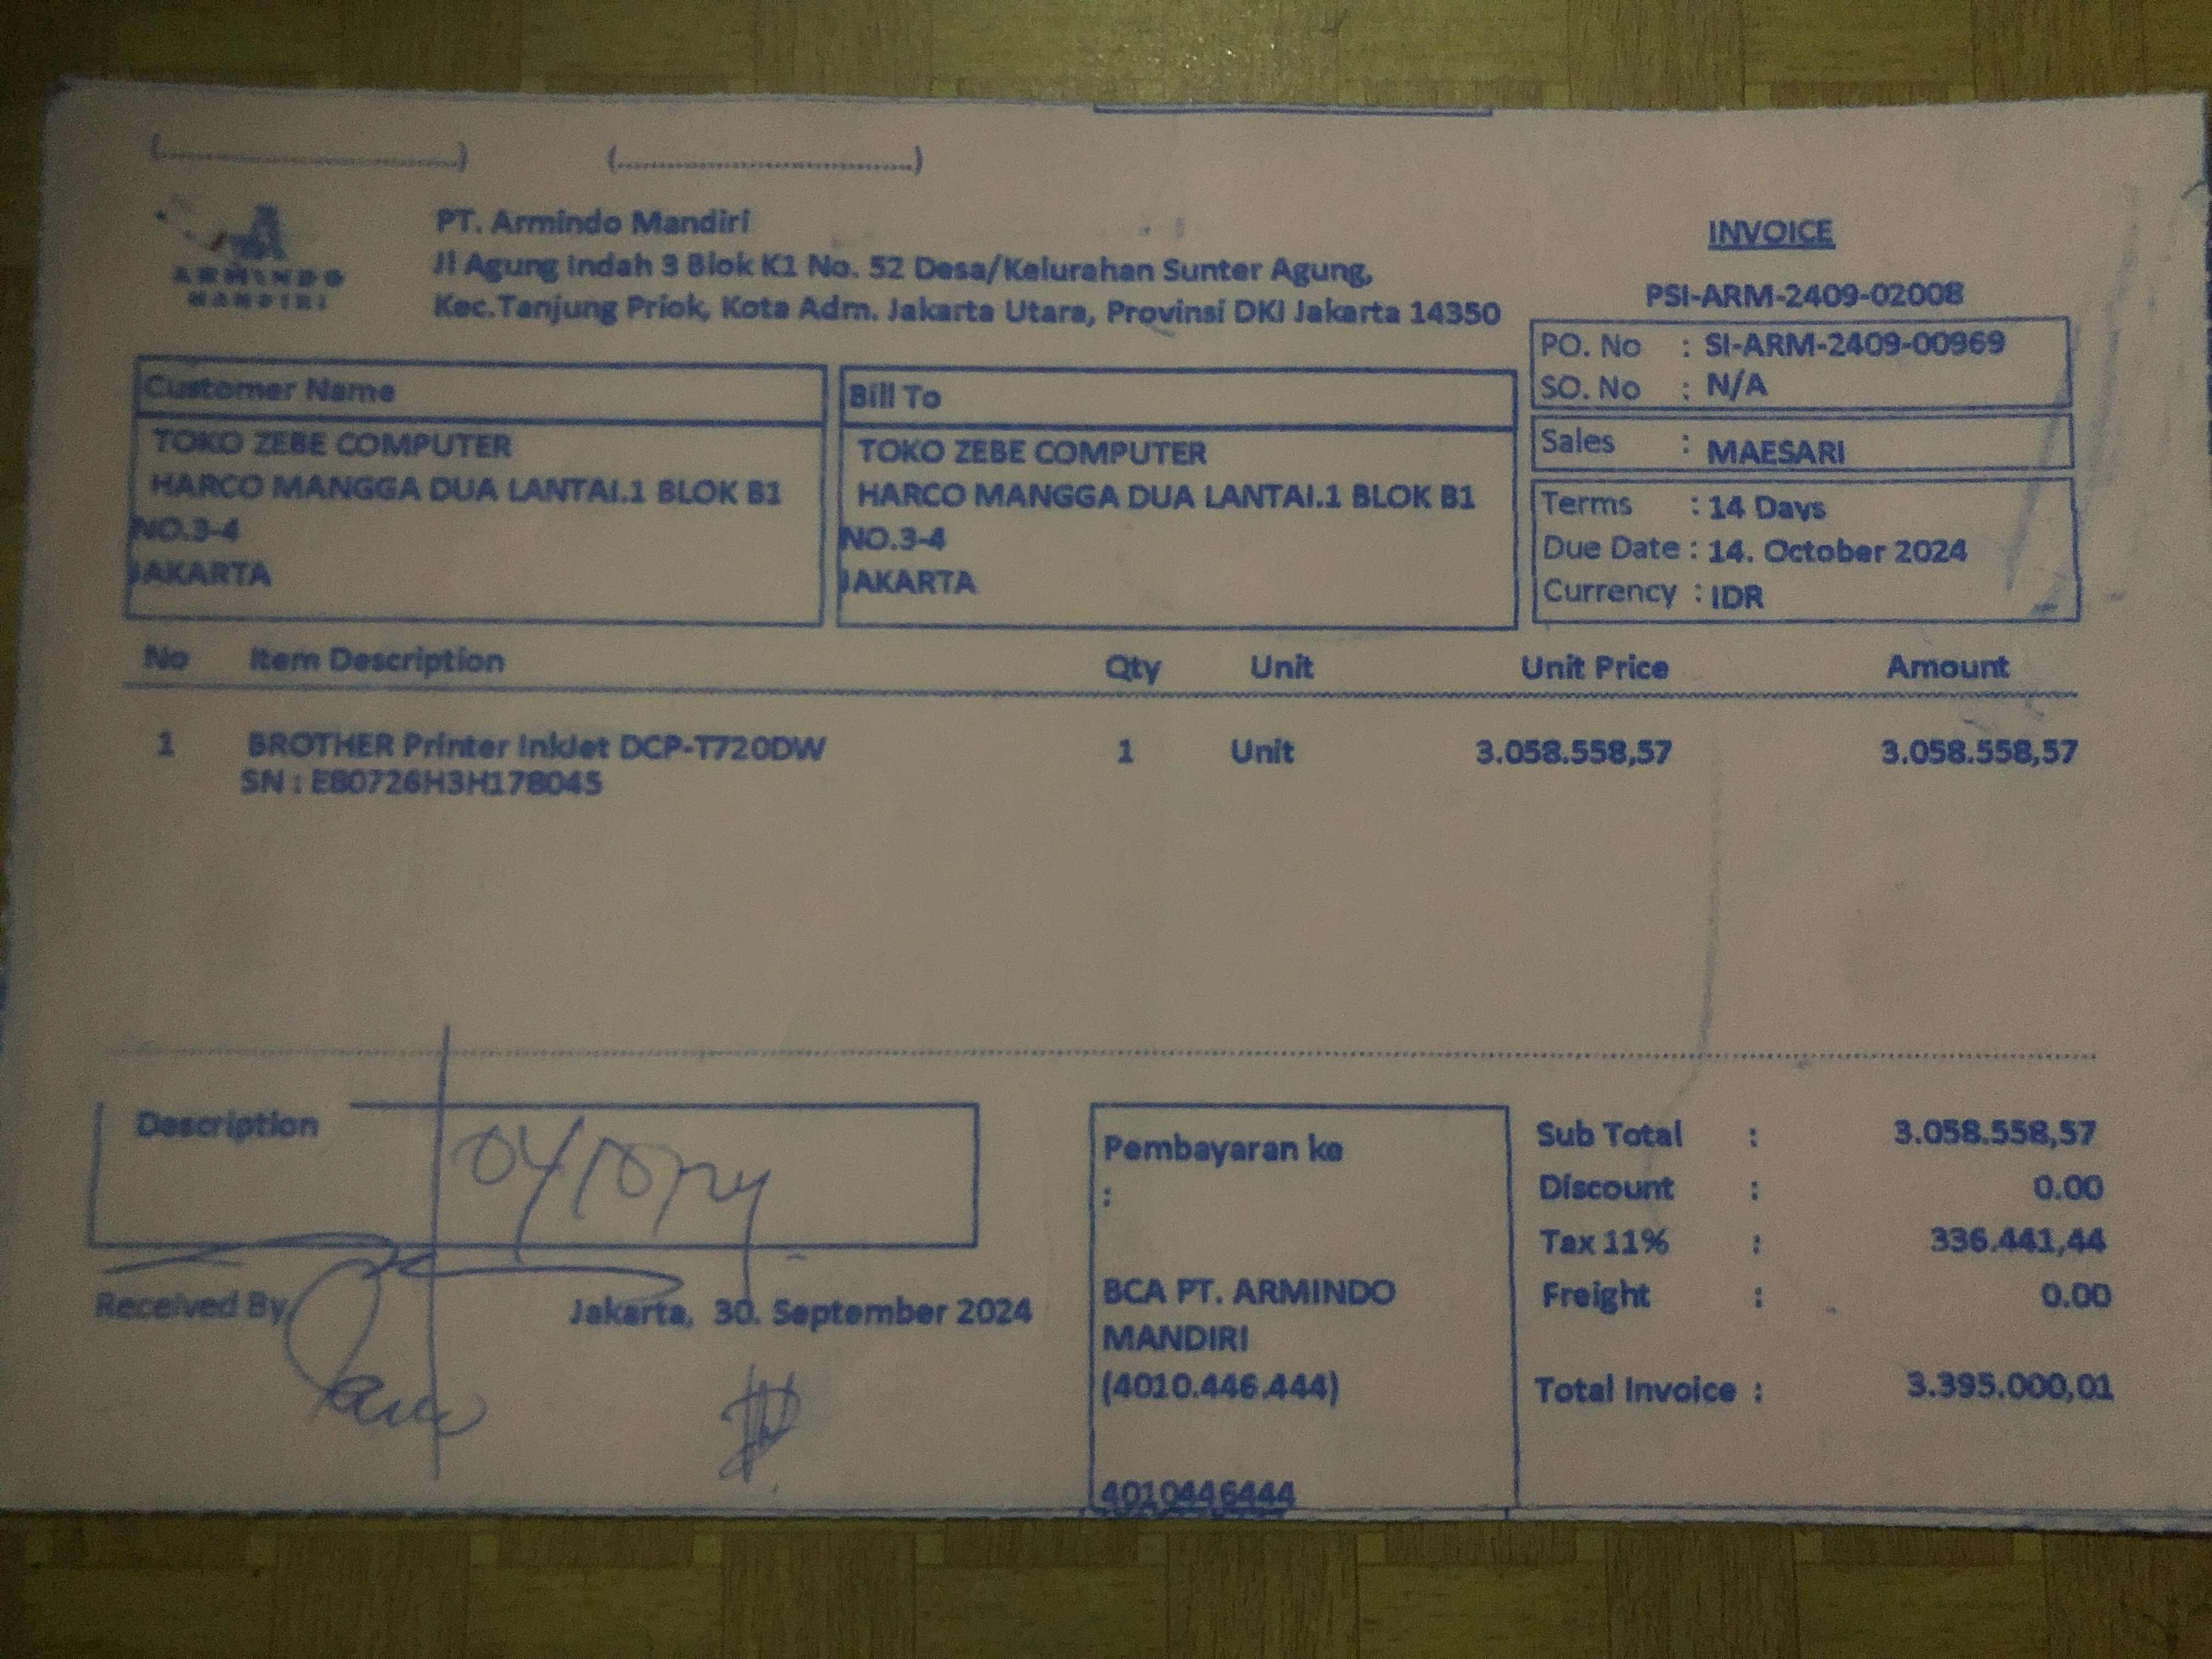 (........................)
(........................)
ARMINDO
MANDIRI
PT. Armindo Mandiri
Jl Agung Indah 3 Blok K1 No. 52 Desa/Kelurahan Sunter Agung,
Kec.Tanjung Priok, Kota Adm. Jakarta Utara, Provinsi DKI Jakarta 14350
INVOICE
PSI-ARM-2409-02008
PO. No : SI-ARM-2409-00969
SO. No : N/A
Sales : MAESARI
Terms : 14 Days
Due Date : 14. October 2024
Currency : IDR
Customer Name
TOKO ZEBE COMPUTER
HARCO MANGGA DUA LANTAI.1 BLOK B1
NO.3-4
JAKARTA
Bill To
TOKO ZEBE COMPUTER
HARCO MANGGA DUA LANTAI.1 BLOK B1
NO.3-4
JAKARTA
No Item Description Qty Unit Unit Price Amount
1 BROTHER Printer InkJet DCP-T720DW 1 Unit 3.058.558,57 3.058.558,57
SN : E80726H3H178045
Description
04/10/24
Received By,
Jakarta, 30. September 2024
Pembayaran ke
:
BCA PT. ARMINDO
MANDIRI
(4010.446.444)
4010446444
Sub Total : 3.058.558,57
Discount : 0.00
Tax 11% : 336.441,44
Freight : 0.00
Total Invoice : 3.395.000,01